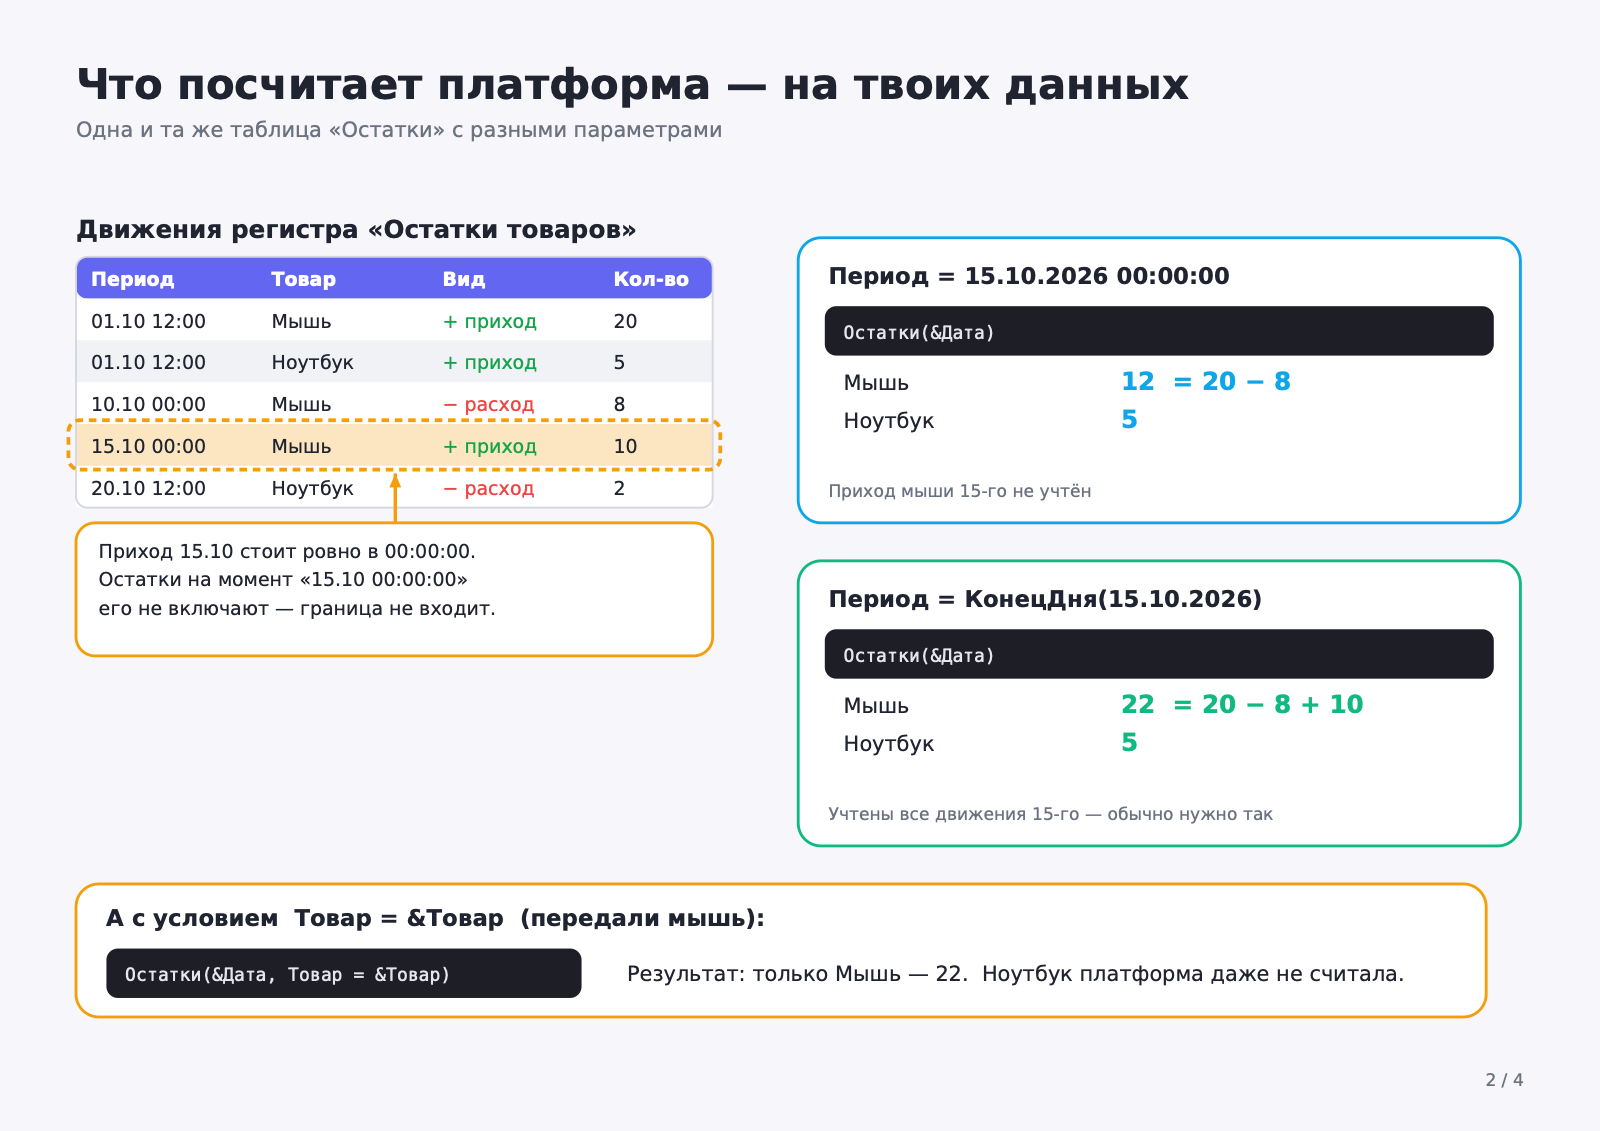 Что посчитает платформа — на твоих данных
Одна и та же таблица «Остатки» с разными параметрами
Движения регистра «Остатки товаров»
Период Товар Вид Кол-во
01.10 12:00 Мышь + приход 20
01.10 12:00 Ноутбук + приход 5
10.10 00:00 Мышь − расход 8
15.10 00:00 Мышь + приход 10
20.10 12:00 Ноутбук − расход 2
Приход 15.10 стоит ровно в 00:00:00.
Остатки на момент «15.10 00:00:00»
его не включают — граница не входит.
Период = 15.10.2026 00:00:00
Остатки(&Дата)
Мышь 12 = 20 − 8
Ноутбук 5
Приход мыши 15-го не учтён
Период = КонецДня(15.10.2026)
Остатки(&Дата)
Мышь 22 = 20 − 8 + 10
Ноутбук 5
Учтены все движения 15-го — обычно нужно так
А с условием Товар = &Товар (передали мышь):
Остатки(&Дата, Товар = &Товар)
Результат: только Мышь — 22. Ноутбук платформа даже не считала.
2 / 4